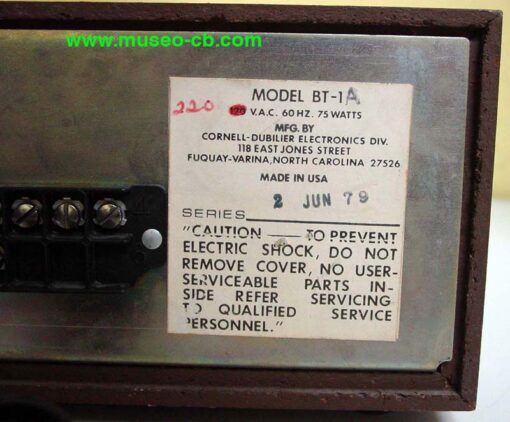 www.museo-cb.com
MODEL BT-1A
220 120 V.A.C. 60 HZ. 75 WATTS
MFG. BY
CORNELL-DUBILIER ELECTRONICS DIV.
118 EAST JONES STREET
FUQUAY-VARINA, NORTH CAROLINA 27526
MADE IN USA
2 JUN 79
SERIES
"CAUTION — TO PREVENT
ELECTRIC SHOCK, DO NOT
REMOVE COVER, NO USER-
SERVICEABLE PARTS IN-
SIDE REFER SERVICING
TO QUALIFIED SERVICE
PERSONNEL."